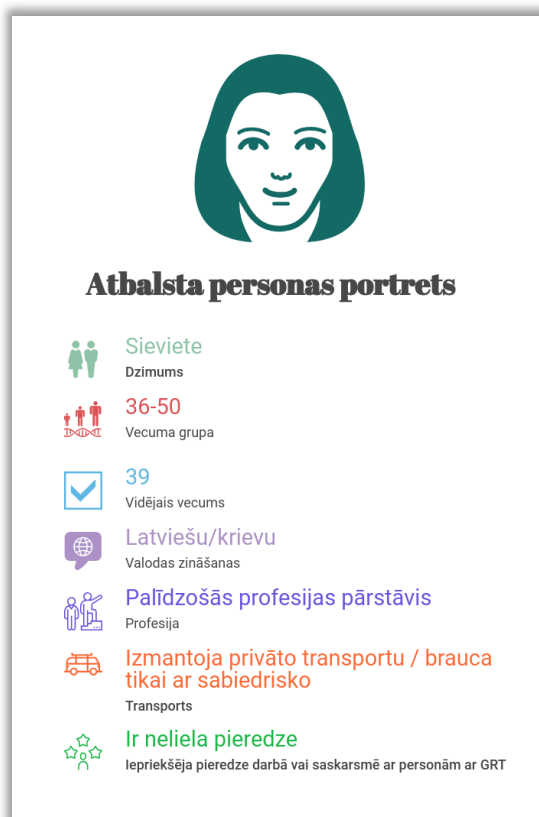 Atbalsta personas portrets
Sieviete
Dzimums
36-50
Vecuma grupa
39
Vidējais vecums
Latviešu/krievu
Valodas zināšanas
Palīdzošās profesijas pārstāvis
Profesija
Izmantoja privāto transportu / brauca
tikai ar sabiedrisko
Transports
Ir neliela pieredze
Iepriekšēja pieredze darbā vai saskarsmē ar personām ar GRT